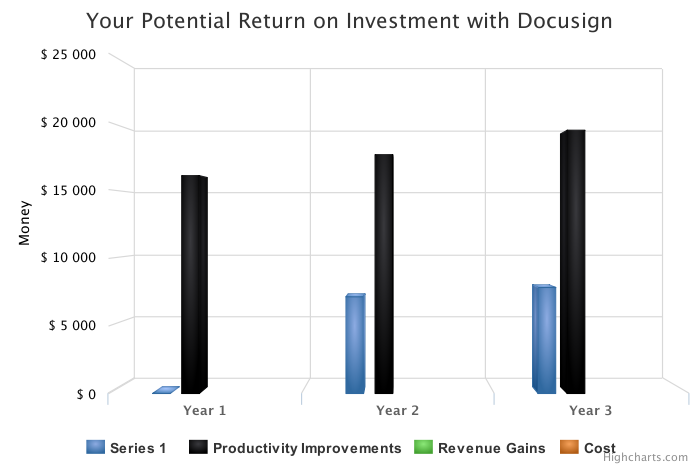 Your Potential Return on Investment with Docusign
$ 25 000
$ 20 000
$ 15 000
$ 10 000
$ 5 000
$ 0
Money
Year 1
Year 2
Year 3
Series 1
Productivity Improvements
Revenue Gains
Cost
Highcharts.com